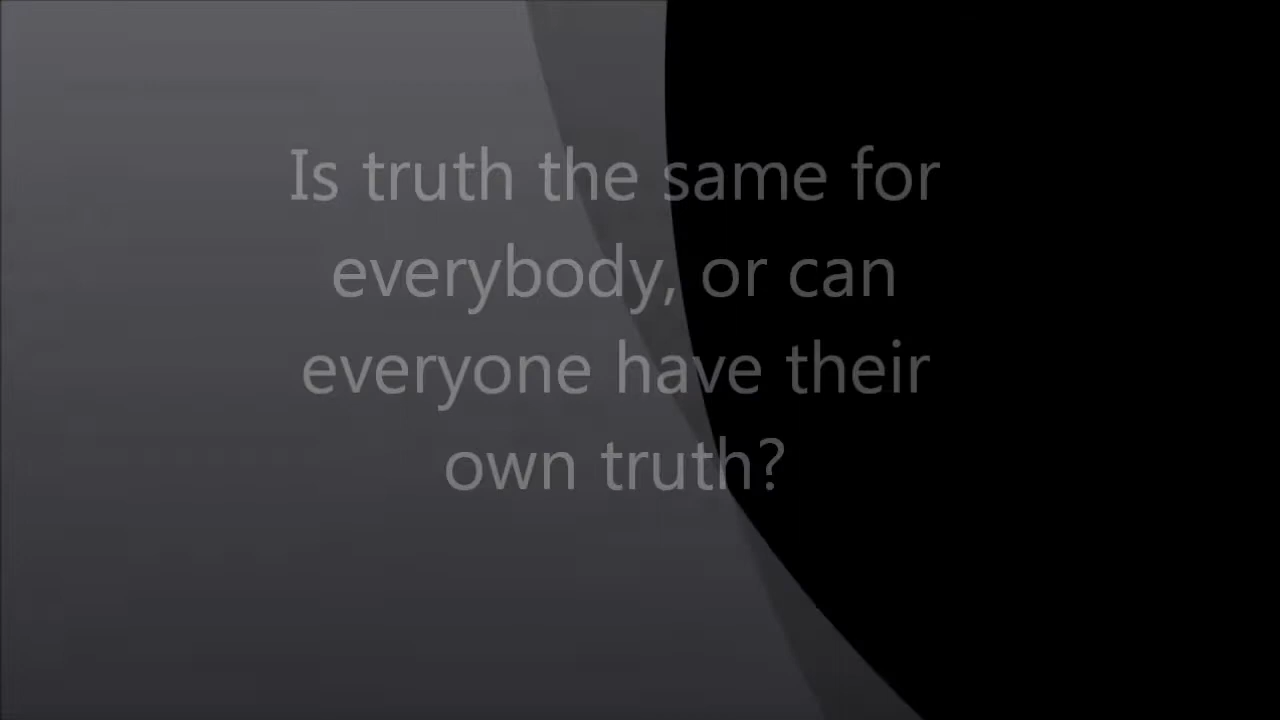 Is truth the same for
everybody, or can
everyone have their
own truth?